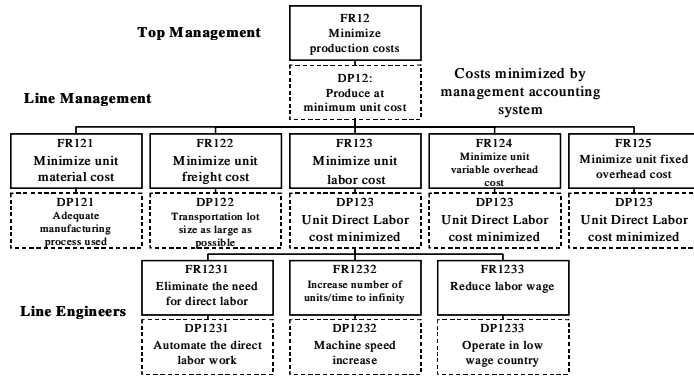 Top Management
FR12
Minimize
production costs
DP12:
Produce at
minimum unit cost
Costs minimized by
management accounting
system
Line Management
FR121
Minimize unit
material cost
FR122
Minimize unit
freight cost
FR123
Minimize unit
labor cost
FR124
Minimize unit
variable overhead
cost
FR125
Minimize unit fixed
overhead cost
DP121
Adequate
manufacturing
process used
DP122
Transportation lot
size as large as
possible
DP123
Unit Direct Labor
cost minimized
DP123
Unit Direct Labor
cost minimized
DP123
Unit Direct Labor
cost minimized
Line Engineers
FR1231
Eliminate the need
for direct labor
FR1232
Increase number of
units/time to infinity
FR1233
Reduce labor wage
DP1231
Automate the direct
labor work
DP1232
Machine speed
increase
DP1233
Operate in low
wage country